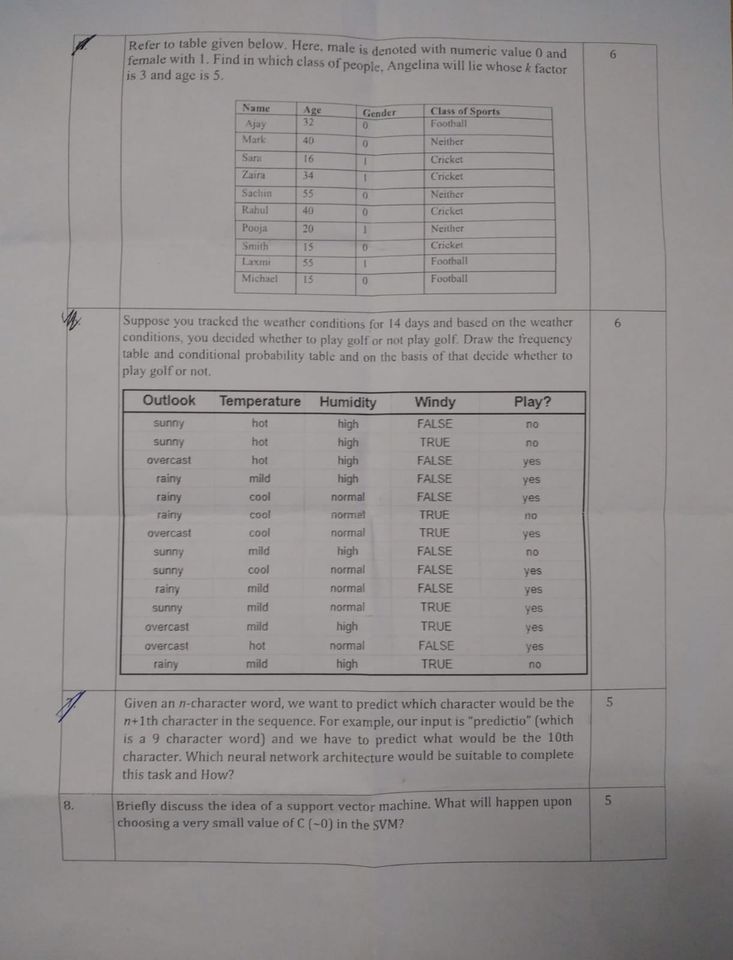 Refer to table given below. Here, male is denoted with numeric value 0 and 6
female with 1. Find in which class of people, Angelina will lie whose k factor
is 3 and age is 5.
Name Age Gender Class of Sports
Ajay 32 0 Football
Mark 40 0 Neither
Sara 16 1 Cricket
Zaira 34 1 Cricket
Sachin 55 0 Neither
Rahul 40 0 Cricket
Pooja 20 1 Neither
Smith 15 0 Cricket
Laxmi 55 1 Football
Michael 15 0 Football
Suppose you tracked the weather conditions for 14 days and based on the weather 6
conditions, you decided whether to play golf or not play golf. Draw the frequency
table and conditional probability table and on the basis of that decide whether to
play golf or not.
Outlook Temperature Humidity Windy Play?
sunny hot high FALSE no
sunny hot high TRUE no
overcast hot high FALSE yes
rainy mild high FALSE yes
rainy cool normal FALSE yes
rainy cool normal TRUE no
overcast cool normal TRUE yes
sunny mild high FALSE no
sunny cool normal FALSE yes
rainy mild normal FALSE yes
sunny mild normal TRUE yes
overcast mild high TRUE yes
overcast hot normal FALSE yes
rainy mild high TRUE no
Given an n-character word, we want to predict which character would be the 5
n+1th character in the sequence. For example, our input is "predictio" (which
is a 9 character word) and we have to predict what would be the 10th
character. Which neural network architecture would be suitable to complete
this task and How?
8. Briefly discuss the idea of a support vector machine. What will happen upon 5
choosing a very small value of C (~0) in the SVM?